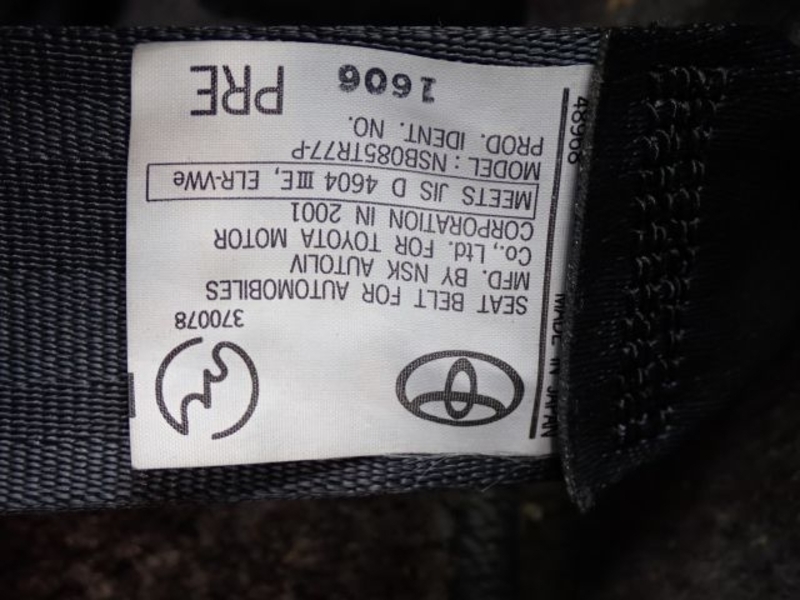 370078
SEAT BELT FOR AUTOMOBILES
MFD. BY NSK AUTOLIV
Co., Ltd. FOR TOYOTA MOTOR
CORPORATION IN 2001
MEETS JIS D 4604 ⅢE, ELR-VWe
MODEL : NSB085TR77-P
PROD. IDENT. NO.
1606
PRE
MADE IN JAPAN
48968